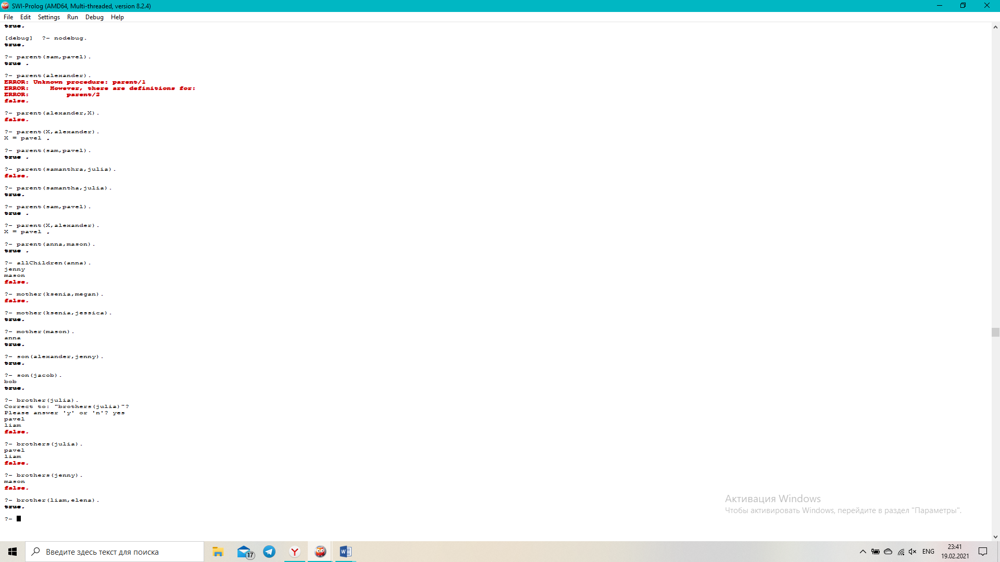 SWI-Prolog (AMD64, Multi-threaded, version 8.2.4)
File Edit Settings Run Debug Help
true.
[debug]  ?- nodebug.
true.
?- parent(sam,pavel).
true .
?- parent(alexander).
ERROR: Unknown procedure: parent/1
ERROR:     However, there are definitions for:
ERROR:         parent/2
false.
?- parent(alexander,X).
false.
?- parent(X,alexander).
X = pavel .
?- parent(sam,pavel).
true .
?- parent(samanthra,julia).
false.
?- parent(samantha,julia).
true.
?- parent(sam,pavel).
true .
?- parent(X,alexander).
X = pavel .
?- parent(anna,mason).
true .
?- allChildren(anna).
jenny
mason
false.
?- mother(ksenia,megan).
false.
?- mother(ksenia,jessica).
true.
?- mother(mason).
anna
true.
?- son(alexander,jenny).
true.
?- son(jacob).
bob
true.
?- brother(julia).
Correct to: "brothers(julia)"?
Please answer 'y' or 'n'? yes
pavel
liam
false.
?- brothers(julia).
pavel
liam
false.
?- brothers(jenny).
mason
false.
?- brother(liam,elena).
true.
?-
Активация Windows
Чтобы активировать Windows, перейдите в раздел "Параметры".
Введите здесь текст для поиска
17
ENG
23:41
19.02.2021